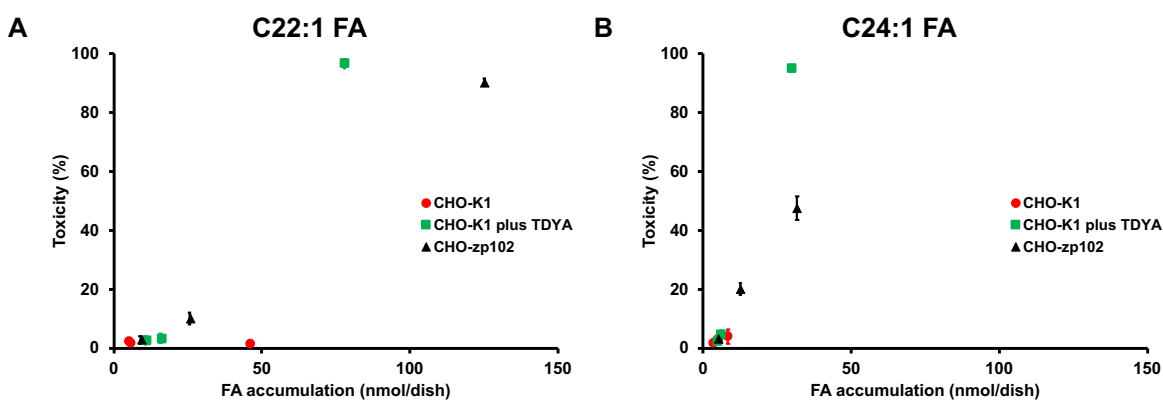 A
C22:1 FA
100
80
60
40
20
0
Toxicity (%)
CHO-K1
CHO-K1 plus TDYA
CHO-zp102
0
50
100
150
FA accumulation (nmol/dish)
B
C24:1 FA
100
80
60
40
20
0
Toxicity (%)
CHO-K1
CHO-K1 plus TDYA
CHO-zp102
0
50
100
150
FA accumulation (nmol/dish)